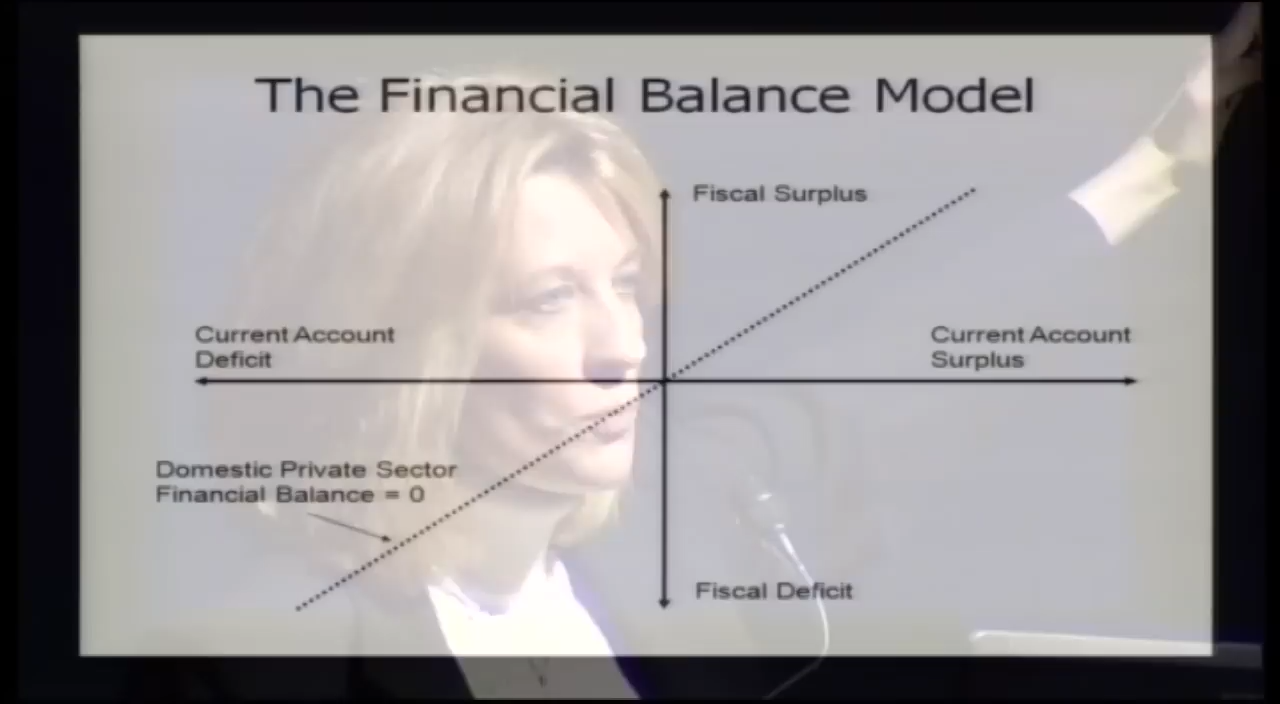 The Financial Balance Model
Fiscal Surplus
Current Account
Deficit
Current Account
Surplus
Domestic Private Sector
Financial Balance = 0
Fiscal Deficit